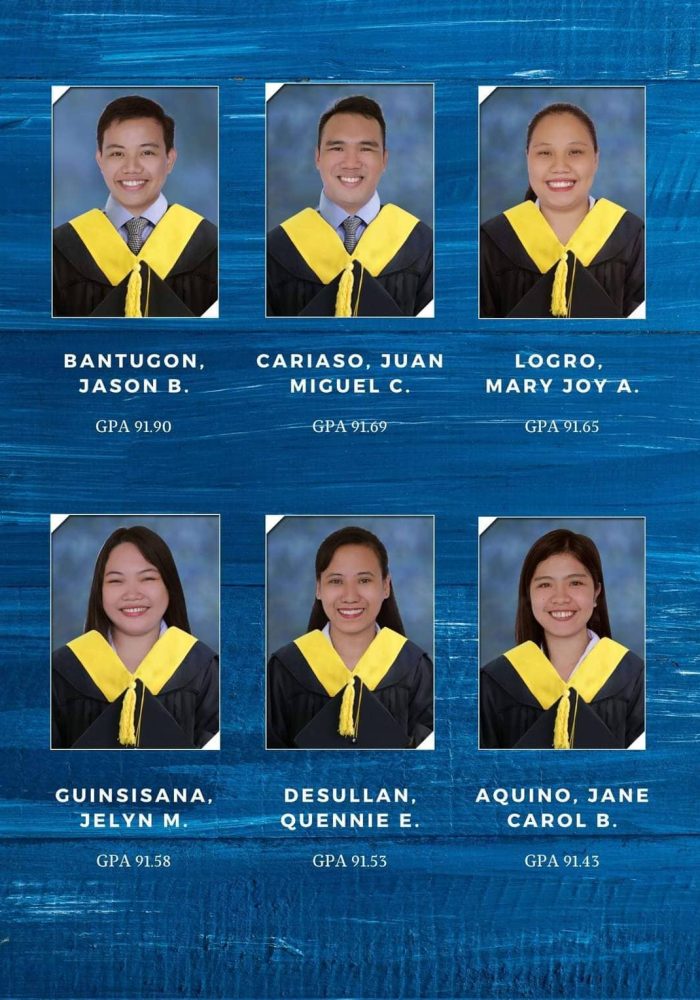 BANTUGON,
JASON B.
GPA 91.90
CARIASO, JUAN
MIGUEL C.
GPA 91.69
LOGRO,
MARY JOY A.
GPA 91.65
GUINSISANA,
JELYN M.
GPA 91.58
DESULLAN,
QUENNIE E.
GPA 91.53
AQUINO, JANE
CAROL B.
GPA 91.43